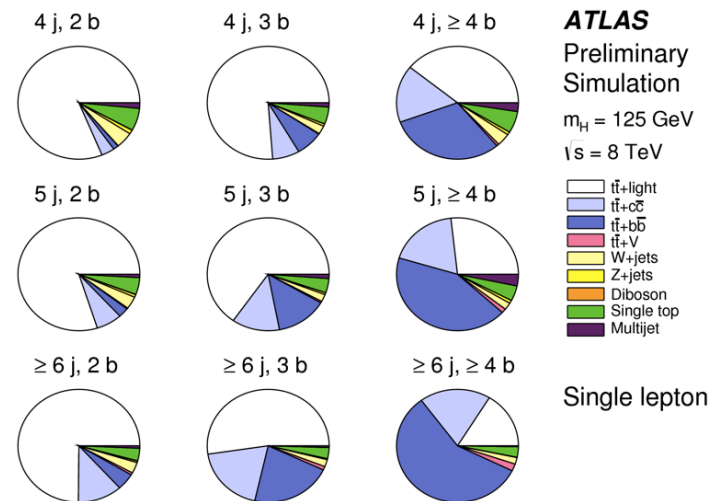 4 j, 2 b
4 j, 3 b
4 j, ≥ 4 b
5 j, 2 b
5 j, 3 b
5 j, ≥ 4 b
≥ 6 j, 2 b
≥ 6 j, 3 b
≥ 6 j, ≥ 4 b
ATLAS
Preliminary
Simulation
m_H = 125 GeV
√s = 8 TeV
tt̄+light
tt̄+cc̄
tt̄+bb̄
tt̄+V
W+jets
Z+jets
Diboson
Single top
Multijet
Single lepton